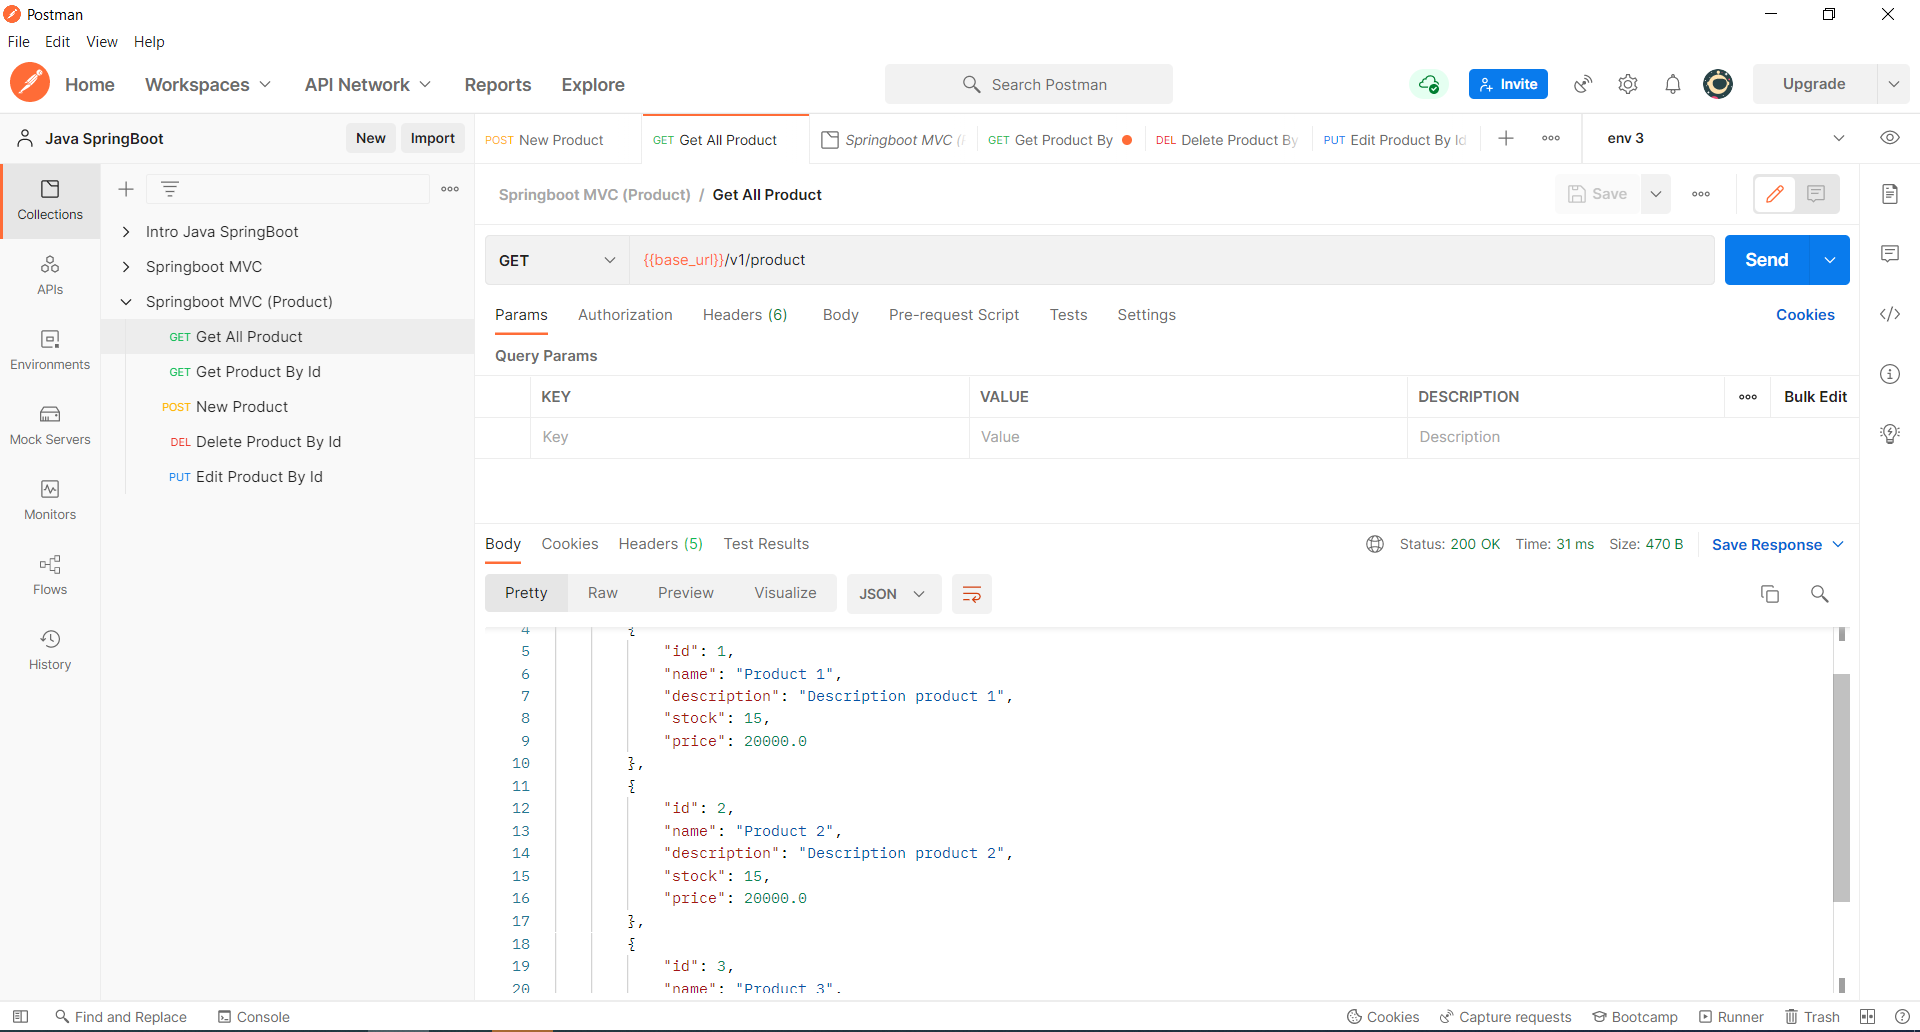 Postman
File Edit View Help
Home Workspaces API Network Reports Explore Search Postman Invite Upgrade
Java SpringBoot New Import
POST New Product GET Get All Product Springboot MVC ( GET Get Product By DEL Delete Product By PUT Edit Product By Id env 3
Collections
APIs
Environments
Mock Servers
Monitors
Flows
History
Intro Java SpringBoot
Springboot MVC
Springboot MVC (Product)
GET Get All Product
GET Get Product By Id
POST New Product
DEL Delete Product By Id
PUT Edit Product By Id
Springboot MVC (Product) / Get All Product Save
GET {{base_url}}/v1/product Send
Params Authorization Headers (6) Body Pre-request Script Tests Settings Cookies
Query Params
KEY VALUE DESCRIPTION Bulk Edit
Key Value Description
Body Cookies Headers (5) Test Results Status: 200 OK Time: 31 ms Size: 470 B Save Response
Pretty Raw Preview Visualize JSON
4 {
5 "id": 1,
6 "name": "Product 1",
7 "description": "Description product 1",
8 "stock": 15,
9 "price": 20000.0
10 },
11 {
12 "id": 2,
13 "name": "Product 2",
14 "description": "Description product 2",
15 "stock": 15,
16 "price": 20000.0
17 },
18 {
19 "id": 3,
20 "name": "Product 3",
Find and Replace Console Cookies Capture requests Bootcamp Runner Trash